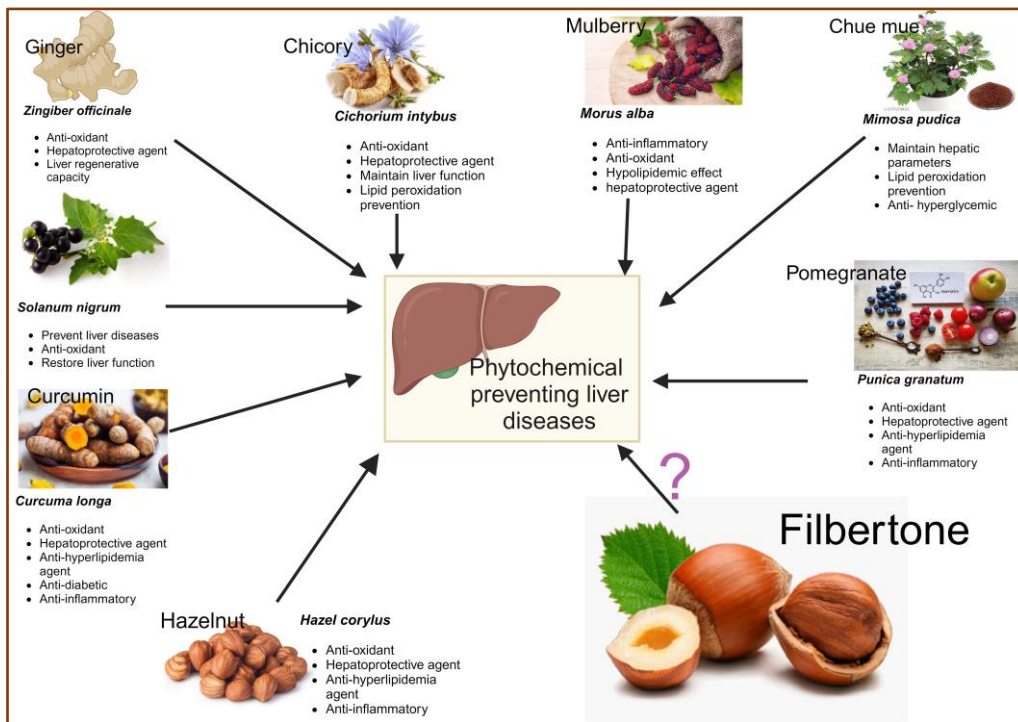 Ginger
Zingiber officinale
• Anti-oxidant
• Hepatoprotective agent
• Liver regenerative
capacity
Chicory
Cichorium intybus
• Anti-oxidant
• Hepatoprotective agent
• Maintain liver function
• Lipid peroxidation
prevention
Mulberry
Morus alba
• Anti-inflammatory
• Anti-oxidant
• Hypolipidemic effect
• hepatoprotective agent
Chue mue
Mimosa pudica
• Maintain hepatic
parameters
• Lipid peroxidation
prevention
• Anti- hyperglycemic
Solanum nigrum
• Prevent liver diseases
• Anti-oxidant
• Restore liver function
Phytochemical
preventing liver
diseases
Pomegranate
Punica granatum
• Anti-oxidant
• Hepatoprotective agent
• Anti-hyperlipidemia
agent
• Anti-inflammatory
Curcumin
Curcuma longa
• Anti-oxidant
• Hepatoprotective agent
• Anti-hyperlipidemia
agent
• Anti-diabetic
• Anti-inflammatory
Hazelnut
Hazel corylus
• Anti-oxidant
• Hepatoprotective agent
• Anti-hyperlipidemia
agent
• Anti-inflammatory
?
Filbertone